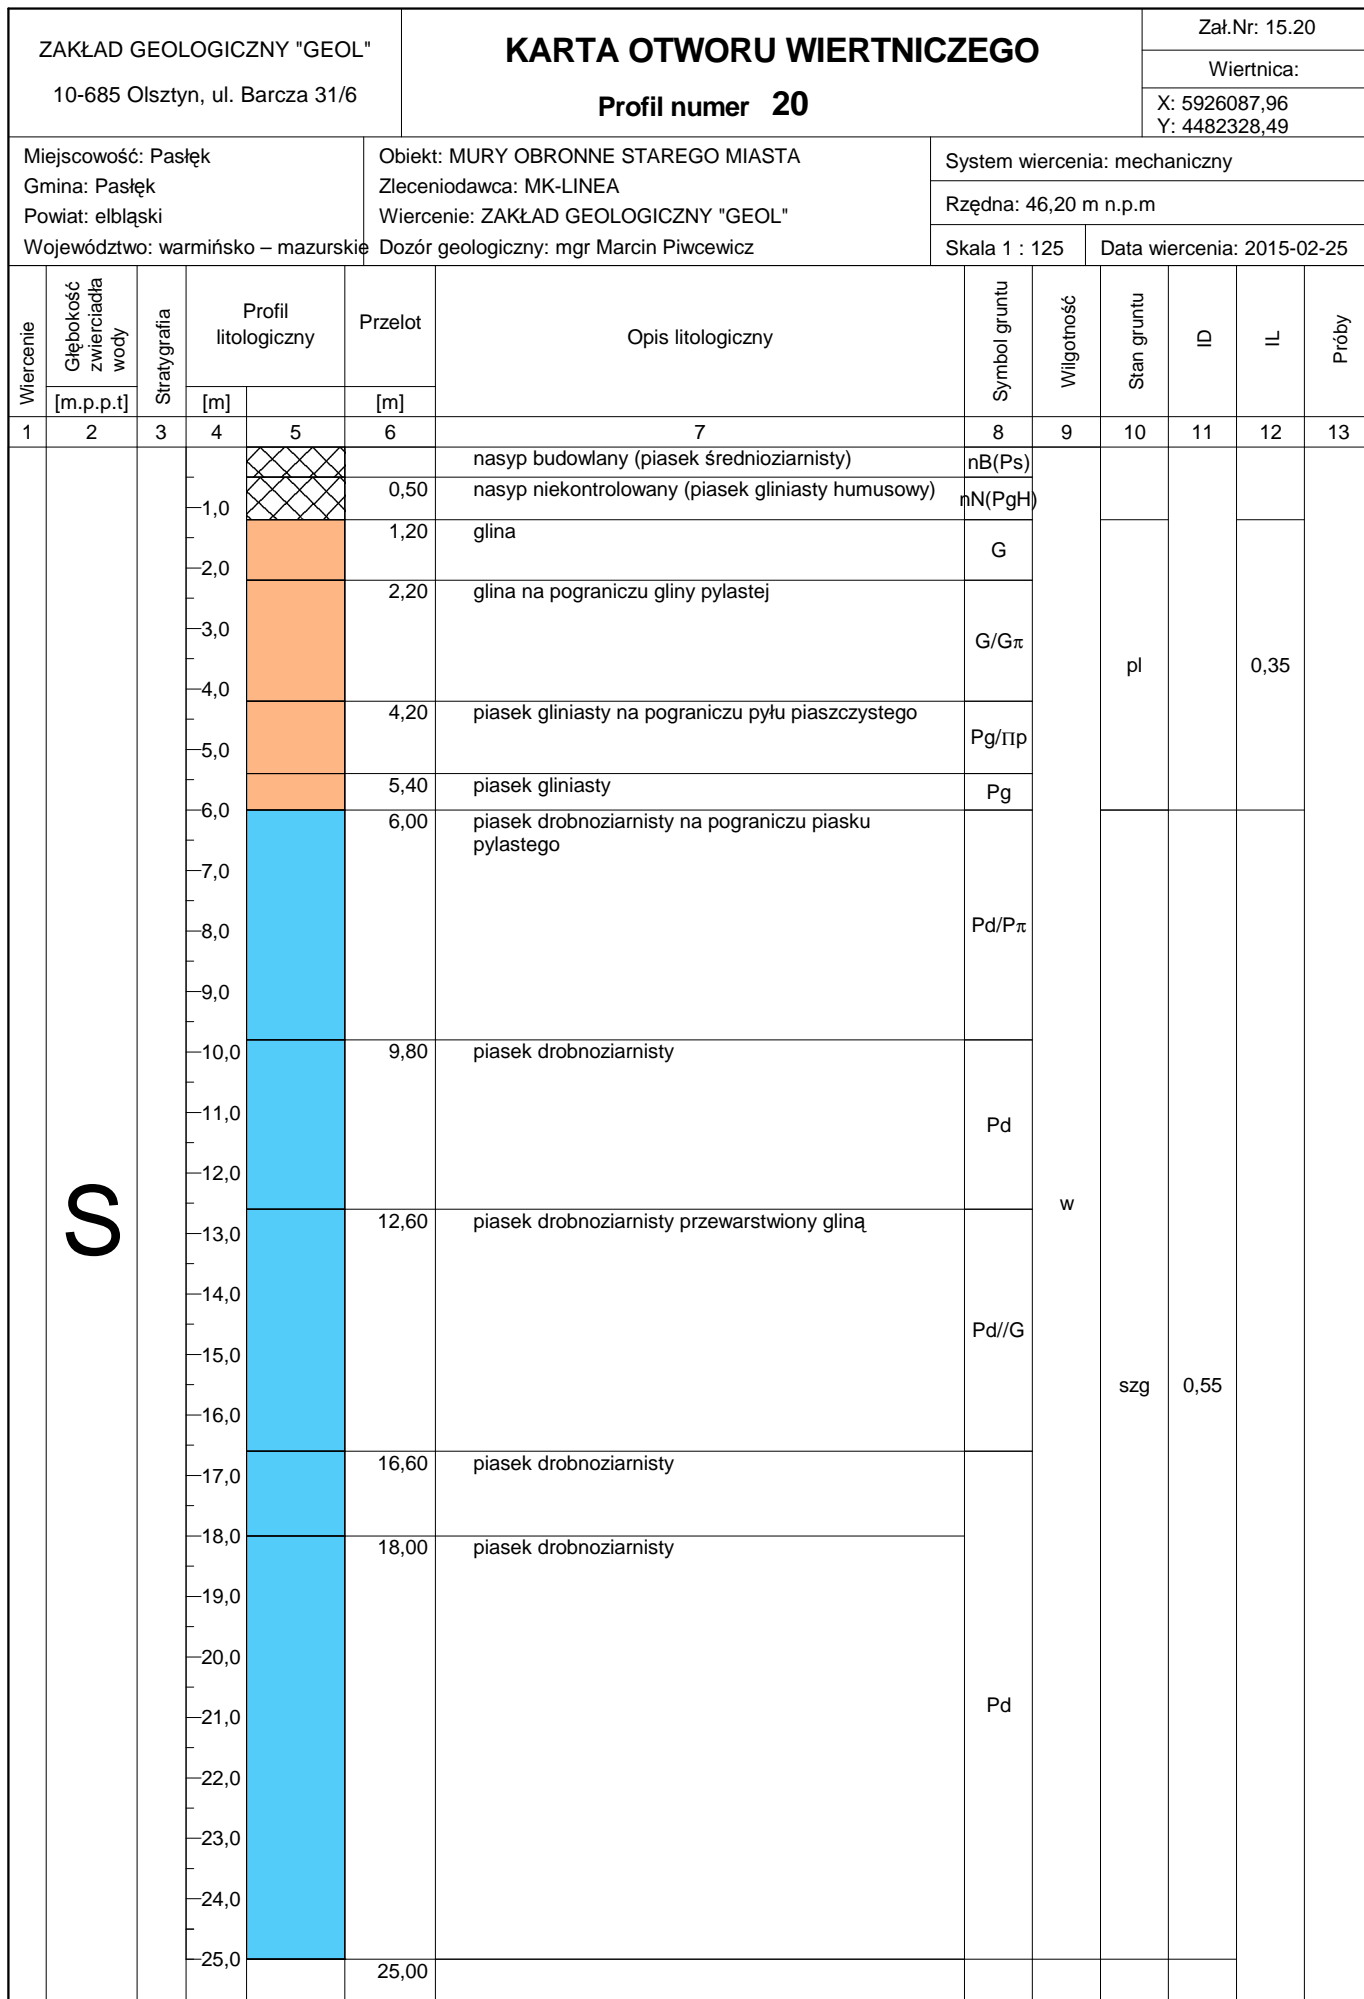 ZAKŁAD GEOLOGICZNY "GEOL"
10-685 Olsztyn, ul. Barcza 31/6
KARTA OTWORU WIERTNICZEGO
Profil numer 20
Zał.Nr: 15.20
Wiertnica:
X: 5926087,96
Y: 4482328,49
Miejscowość: Pasłęk
Gmina: Pasłęk
Powiat: elbląski
Województwo: warmińsko – mazurskie
Obiekt: MURY OBRONNE STAREGO MIASTA
Zleceniodawca: MK-LINEA
Wiercenie: ZAKŁAD GEOLOGICZNY "GEOL"
Dozór geologiczny: mgr Marcin Piwcewicz
System wiercenia: mechaniczny
Rzędna: 46,20 m n.p.m
Skala 1 : 125
Data wiercenia: 2015-02-25
Wiercenie
Głębokość
zwierciadła
wody
[m.p.p.t]
Stratygrafia
Profil
litologiczny
[m]
Przelot
[m]
Opis litologiczny
Symbol gruntu
Wilgotność
Stan gruntu
ID
IL
Próby
1 2 3 4 5 6 7 8 9 10 11 12 13
nasyp budowlany (piasek średnioziarnisty) nB(Ps)
0,50 nasyp niekontrolowany (piasek gliniasty humusowy) nN(PgH)
1,0
1,20 glina G
2,0
2,20 glina na pograniczu gliny pylastej
3,0
G/Gπ
pl 0,35
4,0
4,20 piasek gliniasty na pograniczu pyłu piaszczystego
Pg/Πp
5,0
5,40 piasek gliniasty Pg
6,0
6,00 piasek drobnoziarnisty na pograniczu piasku
pylastego
7,0
8,0 Pd/Pπ
9,0
10,0 9,80 piasek drobnoziarnisty
11,0 Pd
12,0
w
S
12,60 piasek drobnoziarnisty przewarstwiony gliną
13,0
14,0
Pd//G
15,0
szg 0,55
16,0
16,60 piasek drobnoziarnisty
17,0
18,0
18,00 piasek drobnoziarnisty
19,0
20,0
21,0 Pd
22,0
23,0
24,0
25,0
25,00